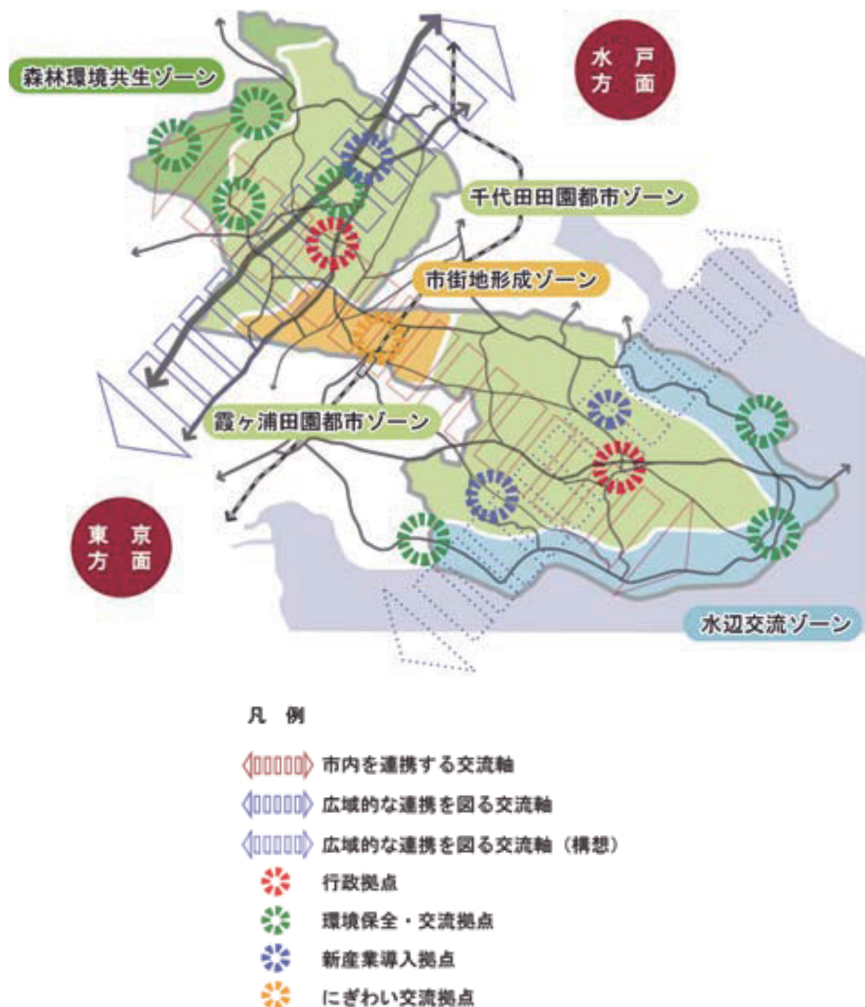 水戸
方面
森林環境共生ゾーン
千代田田園都市ゾーン
市街地形成ゾーン
霞ヶ浦田園都市ゾーン
東京
方面
水辺交流ゾーン
凡 例
市内を連携する交流軸
広域的な連携を図る交流軸
広域的な連携を図る交流軸（構想）
行政拠点
環境保全・交流拠点
新産業導入拠点
にぎわい交流拠点